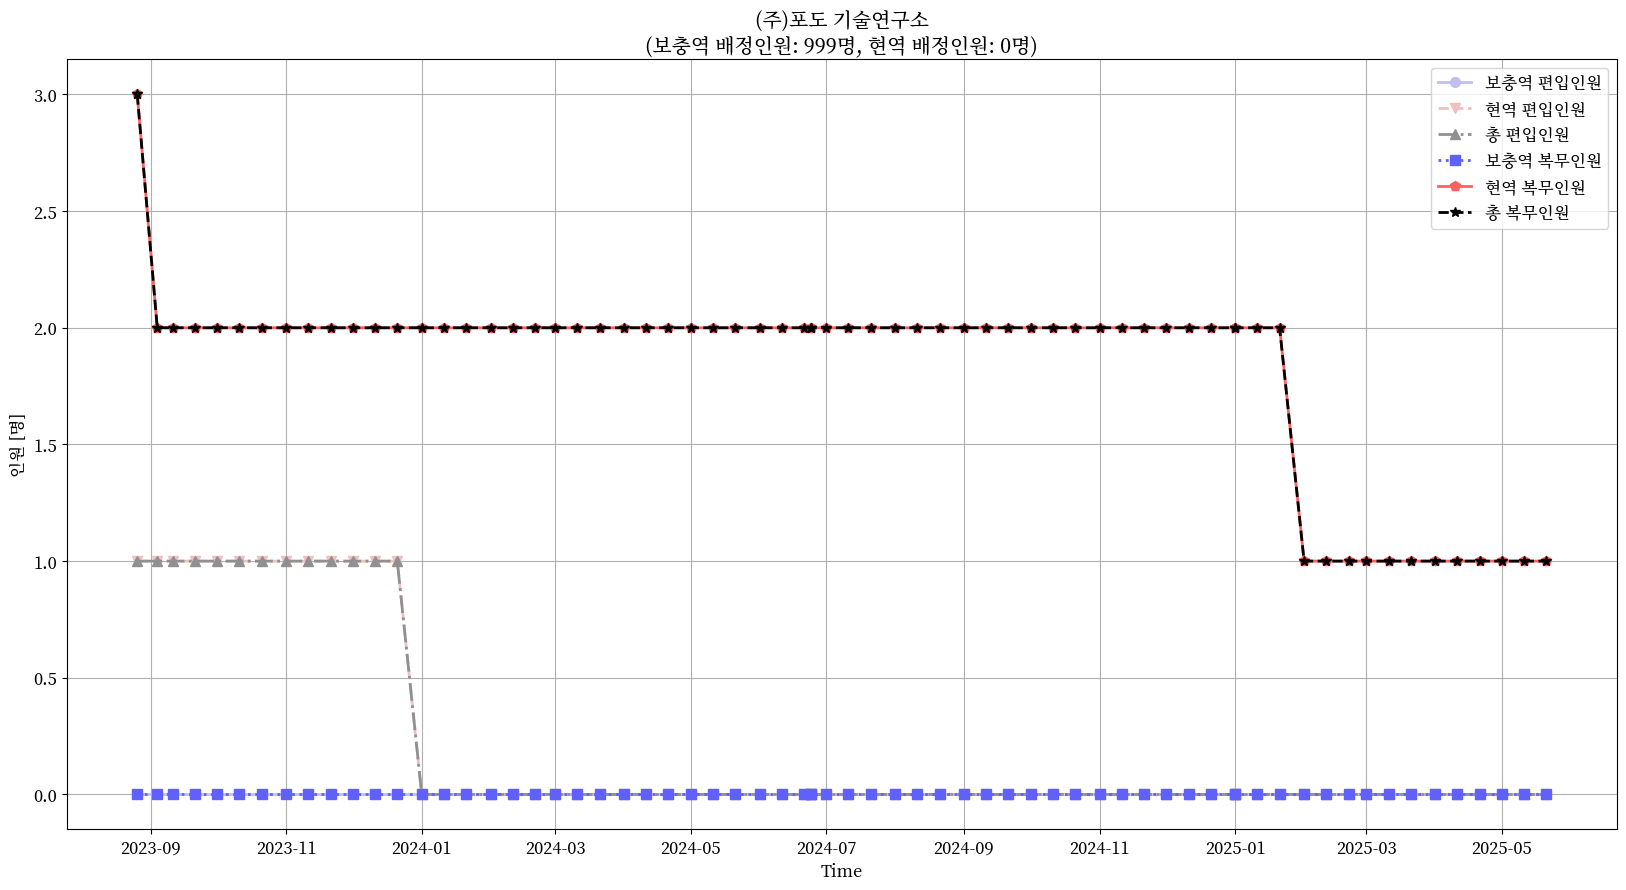 (주)포도 기술연구소
(보충역 배정인원: 999명, 현역 배정인원: 0명)
보충역 편입인원
현역 편입인원
총 편입인원
보충역 복무인원
현역 복무인원
총 복무인원
인원 [명]
3.0
2.5
2.0
1.5
1.0
0.5
0.0
2023-09
2023-11
2024-01
2024-03
2024-05
2024-07
2024-09
2024-11
2025-01
2025-03
2025-05
Time